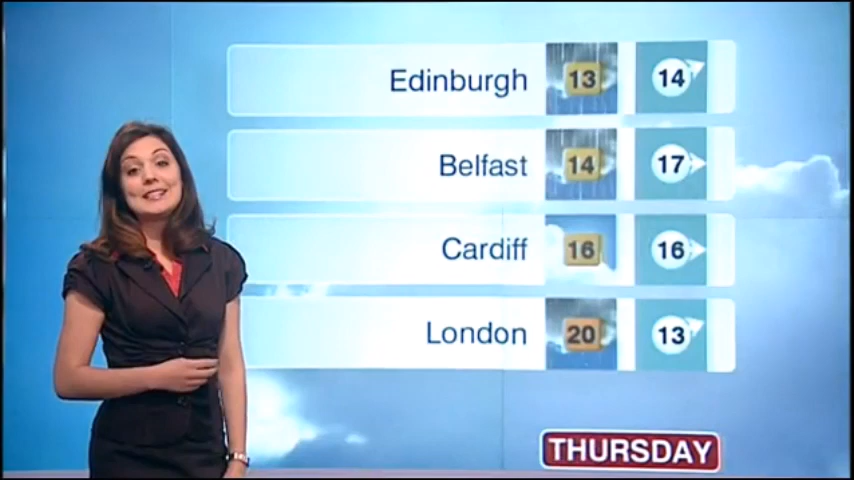 Edinburgh 13 14
Belfast 14 17
Cardiff 16 16
London 20 13
THURSDAY